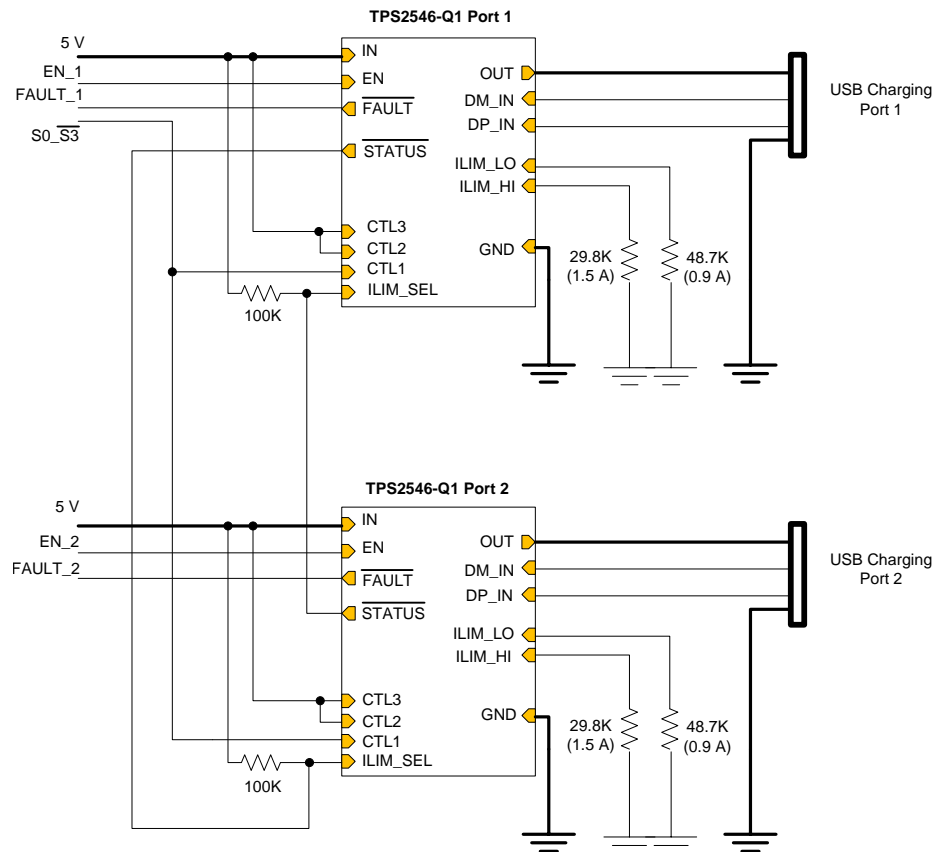 TPS2546-Q1 Port 1
5 V
EN_1
FAULT_1
S0_S3
IN
EN
FAULT
STATUS
CTL3
CTL2
CTL1
ILIM_SEL
100K
OUT
DM_IN
DP_IN
ILIM_LO
ILIM_HI
GND
29.8K
(1.5 A)
48.7K
(0.9 A)
USB Charging
Port 1
TPS2546-Q1 Port 2
5 V
EN_2
FAULT_2
IN
EN
FAULT
STATUS
CTL3
CTL2
CTL1
ILIM_SEL
100K
OUT
DM_IN
DP_IN
ILIM_LO
ILIM_HI
GND
29.8K
(1.5 A)
48.7K
(0.9 A)
USB Charging
Port 2